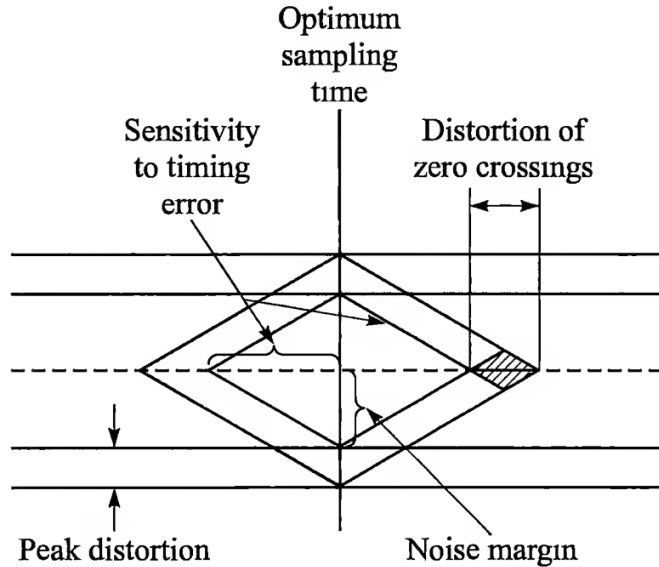 Optimum
sampling
time
Sensitivity
to timing
error
Distortion of
zero crossings
Peak distortion
Noise margin